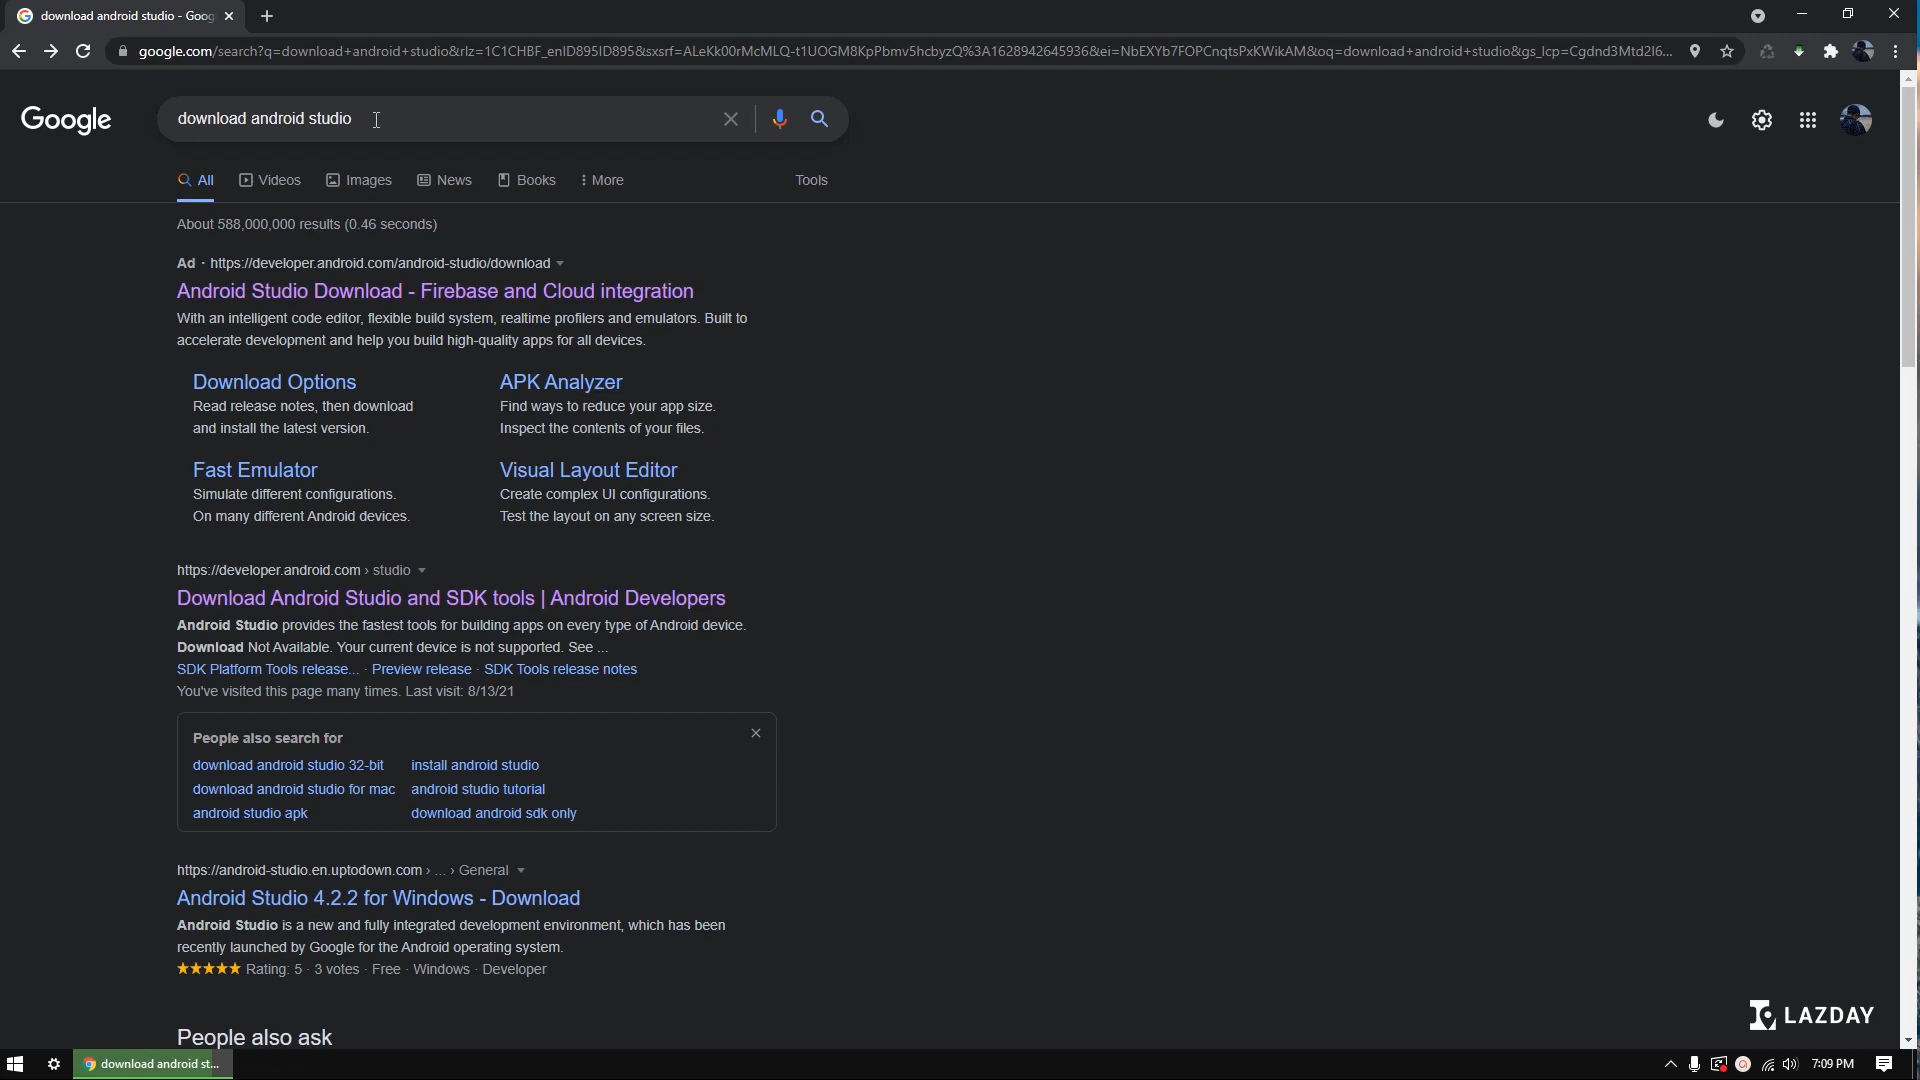 download android studio - Goog
google.com/search?q=download+android+studio&rlz=1C1CHBF_enID895ID895&sxsrf=ALeKk00rMcMLQ-t1UOGM8KpPbmv5hcbyzQ%3A1628942645936&ei=NbEXYb7FOPCnqtsPxKWikAM&oq=download+android+studio&gs_lcp=Cgdnd3Mtd2l6...
Google
download android studio
All
Videos
Images
News
Books
More
Tools
About 588,000,000 results (0.46 seconds)
Ad · https://developer.android.com/android-studio/download
Android Studio Download - Firebase and Cloud integration
With an intelligent code editor, flexible build system, realtime profilers and emulators. Built to
accelerate development and help you build high-quality apps for all devices.
Download Options
Read release notes, then download
and install the latest version.
APK Analyzer
Find ways to reduce your app size.
Inspect the contents of your files.
Fast Emulator
Simulate different configurations.
On many different Android devices.
Visual Layout Editor
Create complex UI configurations.
Test the layout on any screen size.
https://developer.android.com › studio
Download Android Studio and SDK tools | Android Developers
Android Studio provides the fastest tools for building apps on every type of Android device.
Download Not Available. Your current device is not supported. See ...
SDK Platform Tools release... · Preview release · SDK Tools release notes
You've visited this page many times. Last visit: 8/13/21
People also search for
download android studio 32-bit
install android studio
download android studio for mac
android studio tutorial
android studio apk
download android sdk only
https://android-studio.en.uptodown.com › ... › General
Android Studio 4.2.2 for Windows - Download
Android Studio is a new and fully integrated development environment, which has been
recently launched by Google for the Android operating system.
Rating: 5 · 3 votes · Free · Windows · Developer
People also ask
LAZDAY
download android st...
7:09 PM